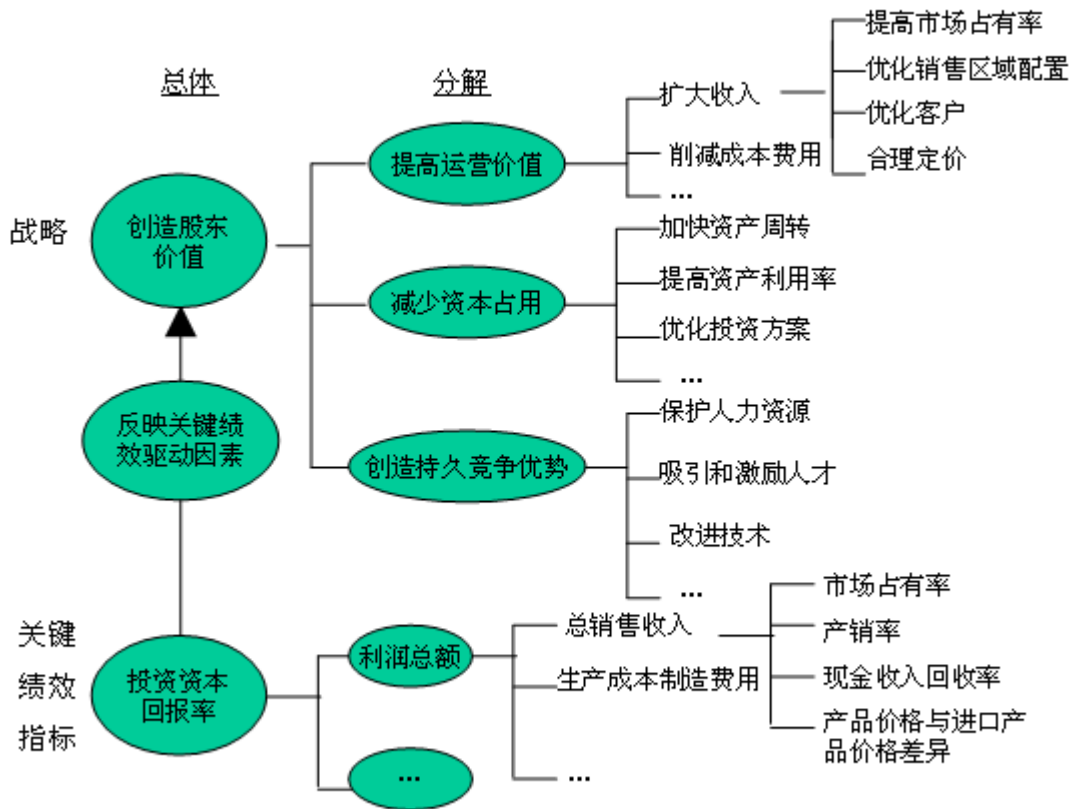 总体
分解
战略
创造股东
价值
提高运营价值
扩大收入
提高市场占有率
优化销售区域配置
优化客户
合理定价
削减成本费用
...
减少资本占用
加快资产周转
提高资产利用率
优化投资方案
...
反映关键绩
效驱动因素
创造持久竞争优势
保护人力资源
吸引和激励人才
改进技术
...
关键
绩效
指标
投资资本
回报率
利润总额
总销售收入
市场占有率
产销率
现金收入回收率
产品价格与进口产
品价格差异
生产成本制造费用
...
...